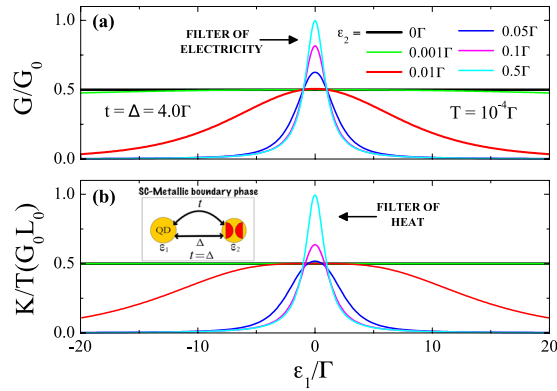 (a)
FILTER OF
ELECTRICITY
ε₂ =
0Γ
0.05Γ
0.001Γ
0.1Γ
0.01Γ
0.5Γ
1.0
0.5
0.0
G/G₀
t = Δ = 4.0Γ
T = 10⁻⁴Γ
(b)
SC-Metallic boundary phase
t
QD
Δ
ε₁
ε₂
t=Δ
FILTER OF
HEAT
1.0
0.5
0.0
K/T(G₀L₀)
-20 -10 0 10 20
ε₁/Γ